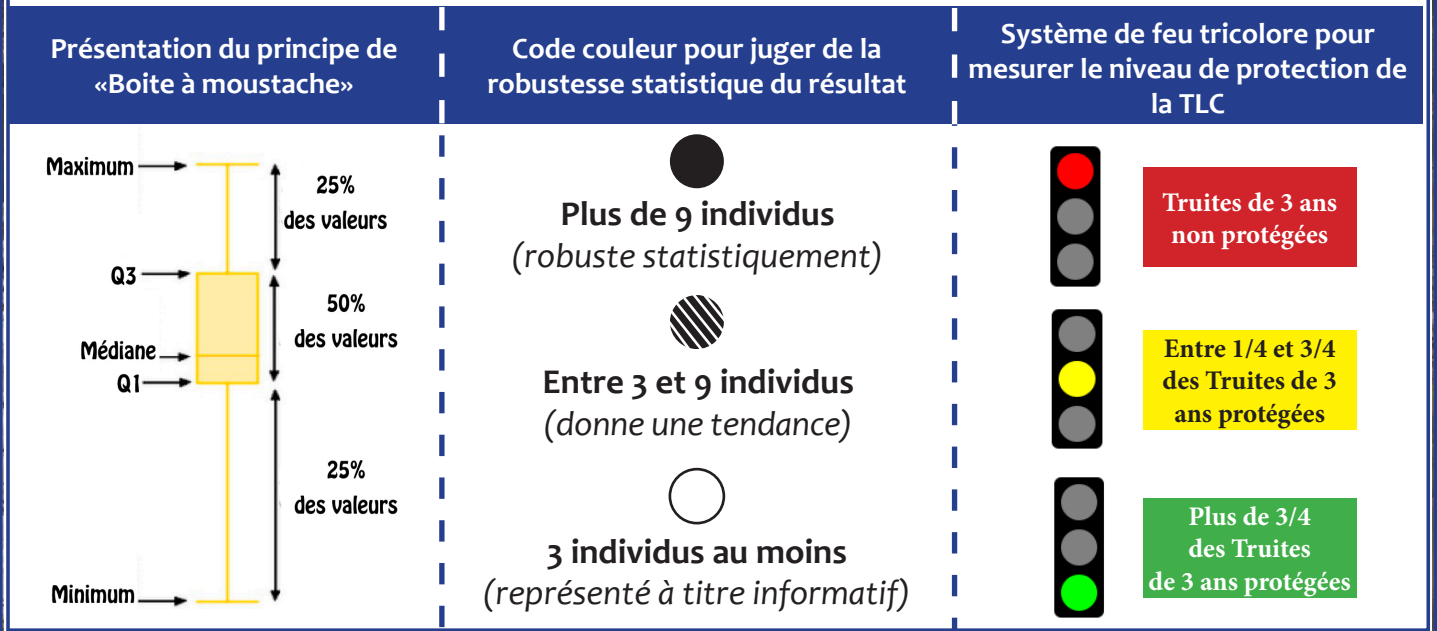 Présentation du principe de
«Boite à moustache»
Maximum
25%
des valeurs
Q3
50%
des valeurs
Médiane
Q1
25%
des valeurs
Minimum
Code couleur pour juger de la
robustesse statistique du résultat
Plus de 9 individus
(robuste statistiquement)
Entre 3 et 9 individus
(donne une tendance)
3 individus au moins
(représenté à titre informatif)
Système de feu tricolore pour
mesurer le niveau de protection de
la TLC
Truites de 3 ans
non protégées
Entre 1/4 et 3/4
des Truites de 3
ans protégées
Plus de 3/4
des Truites
de 3 ans protégées